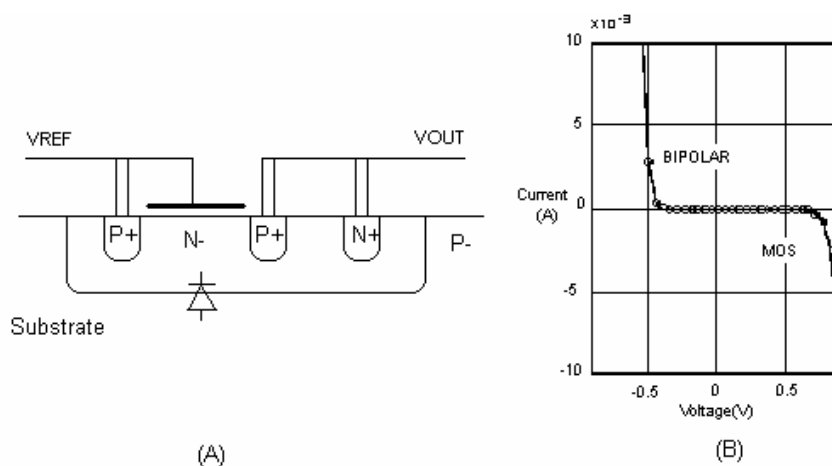 VREF
VOUT
P+
N-
P+
N+
P-
Substrate
(A)
x10⁻³
10
5
0
-5
-10
Current
(A)
BIPOLAR
MOS
-0.5
0
0.5
Voltage(V)
(B)